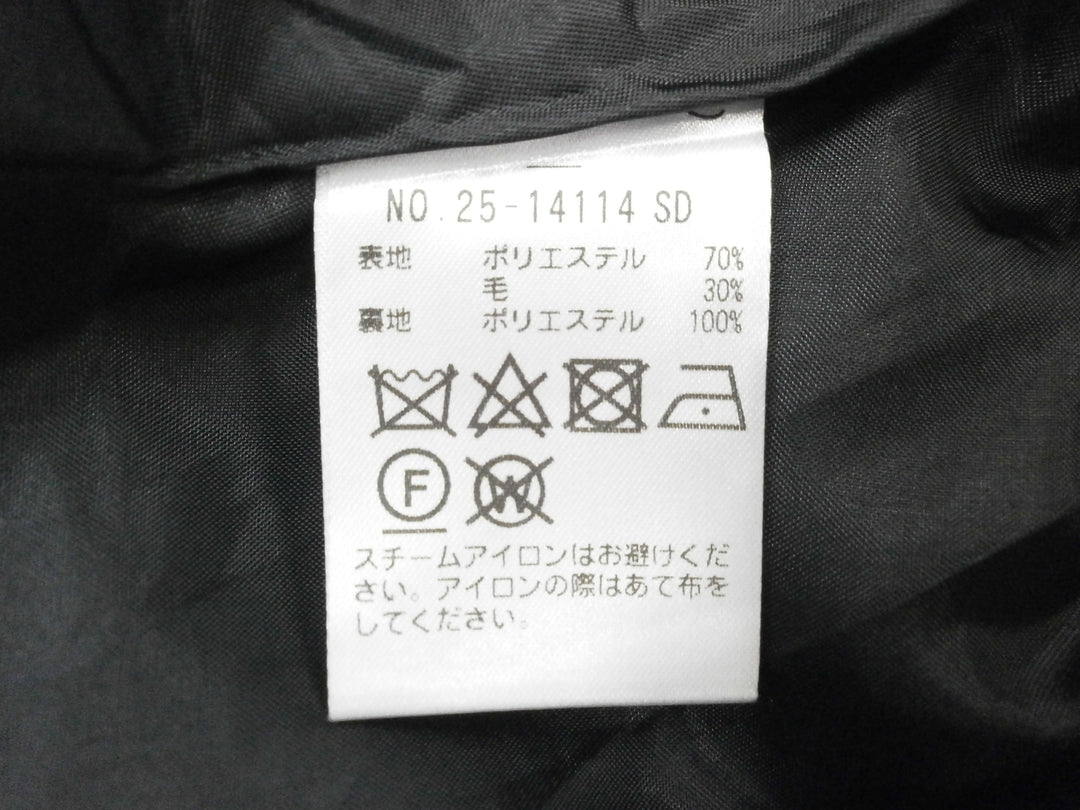 NO.25-14114 SD
表地 ポリエステル 70%
毛 30%
裏地 ポリエステル 100%
F W
スチームアイロンはお避けくだ
さい。アイロンの際はあて布を
してください。